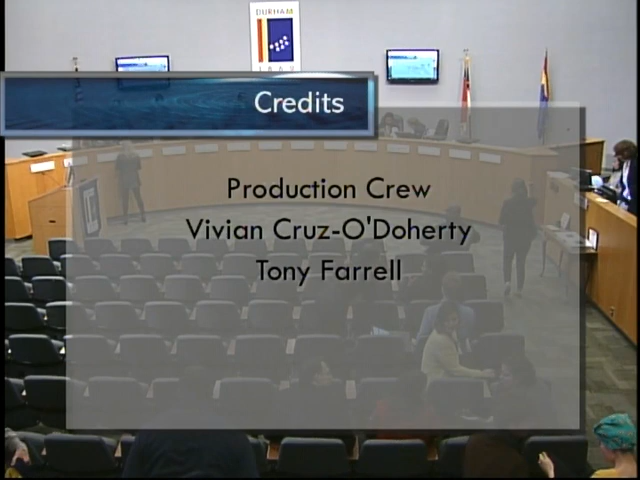 DURHAM
Credits
Production Crew
Vivian Cruz-O'Doherty
Tony Farrell